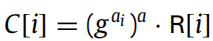 C[i] = (g^{a_i})^a · R[i]